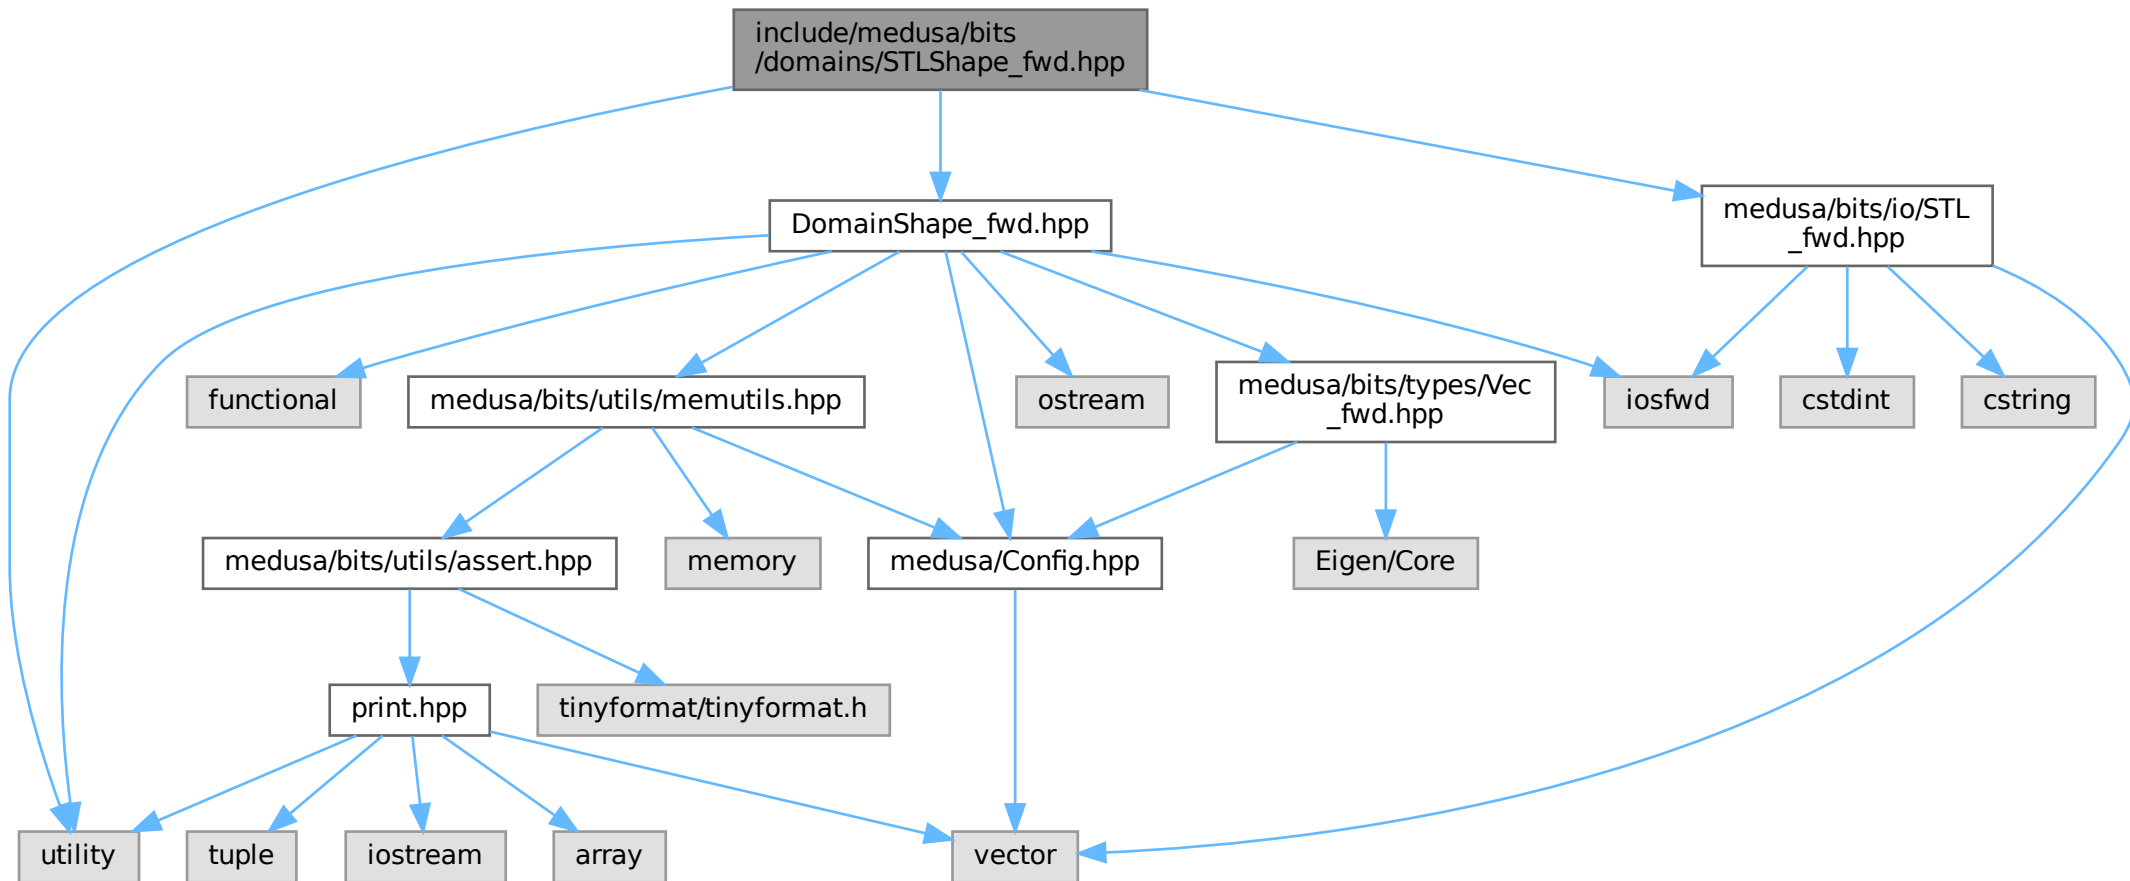 include/medusa/bits
/domains/STLShape_fwd.hpp
DomainShape_fwd.hpp
medusa/bits/io/STL
_fwd.hpp
functional
medusa/bits/utils/memutils.hpp
ostream
medusa/bits/types/Vec
_fwd.hpp
iosfwd
cstdint
cstring
medusa/bits/utils/assert.hpp
memory
medusa/Config.hpp
Eigen/Core
print.hpp
tinyformat/tinyformat.h
utility
tuple
iostream
array
vector